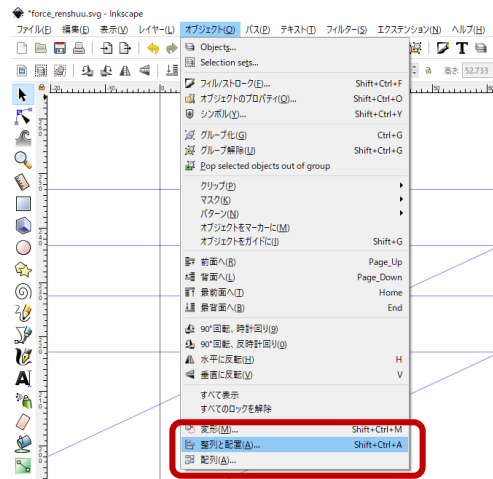 *force_renshuu.svg - Inkscape
ファイル(F) 編集(E) 表示(V) レイヤー(L) オブジェクト(O) パス(P) テキスト(T) フィルター(S) エクステンション(N) ヘルプ(H)
Objects...
Selection sets...
フィル/ストローク(F)... Shift+Ctrl+F
オブジェクトのプロパティ(O)... Shift+Ctrl+O
シンボル(Y)... Shift+Ctrl+Y
高さ: 52.733
グループ化(G) Ctrl+G
グループ解除(U) Shift+Ctrl+G
Pop selected objects out of group
クリップ(P)
マスク(K)
パターン(N)
オブジェクトをマーカーに(M)
オブジェクトをガイドに(I) Shift+G
前面へ(R) Page_Up
背面へ(L) Page_Down
最前面へ(T) Home
最背面へ(B) End
90°回転、時計回り(9)
90°回転、反時計回り(0)
水平に反転(H) H
垂直に反転(V) V
すべて表示
すべてのロックを解除
変形(M)... Shift+Ctrl+M
整列と配置(A)... Shift+Ctrl+A
配列(A)...